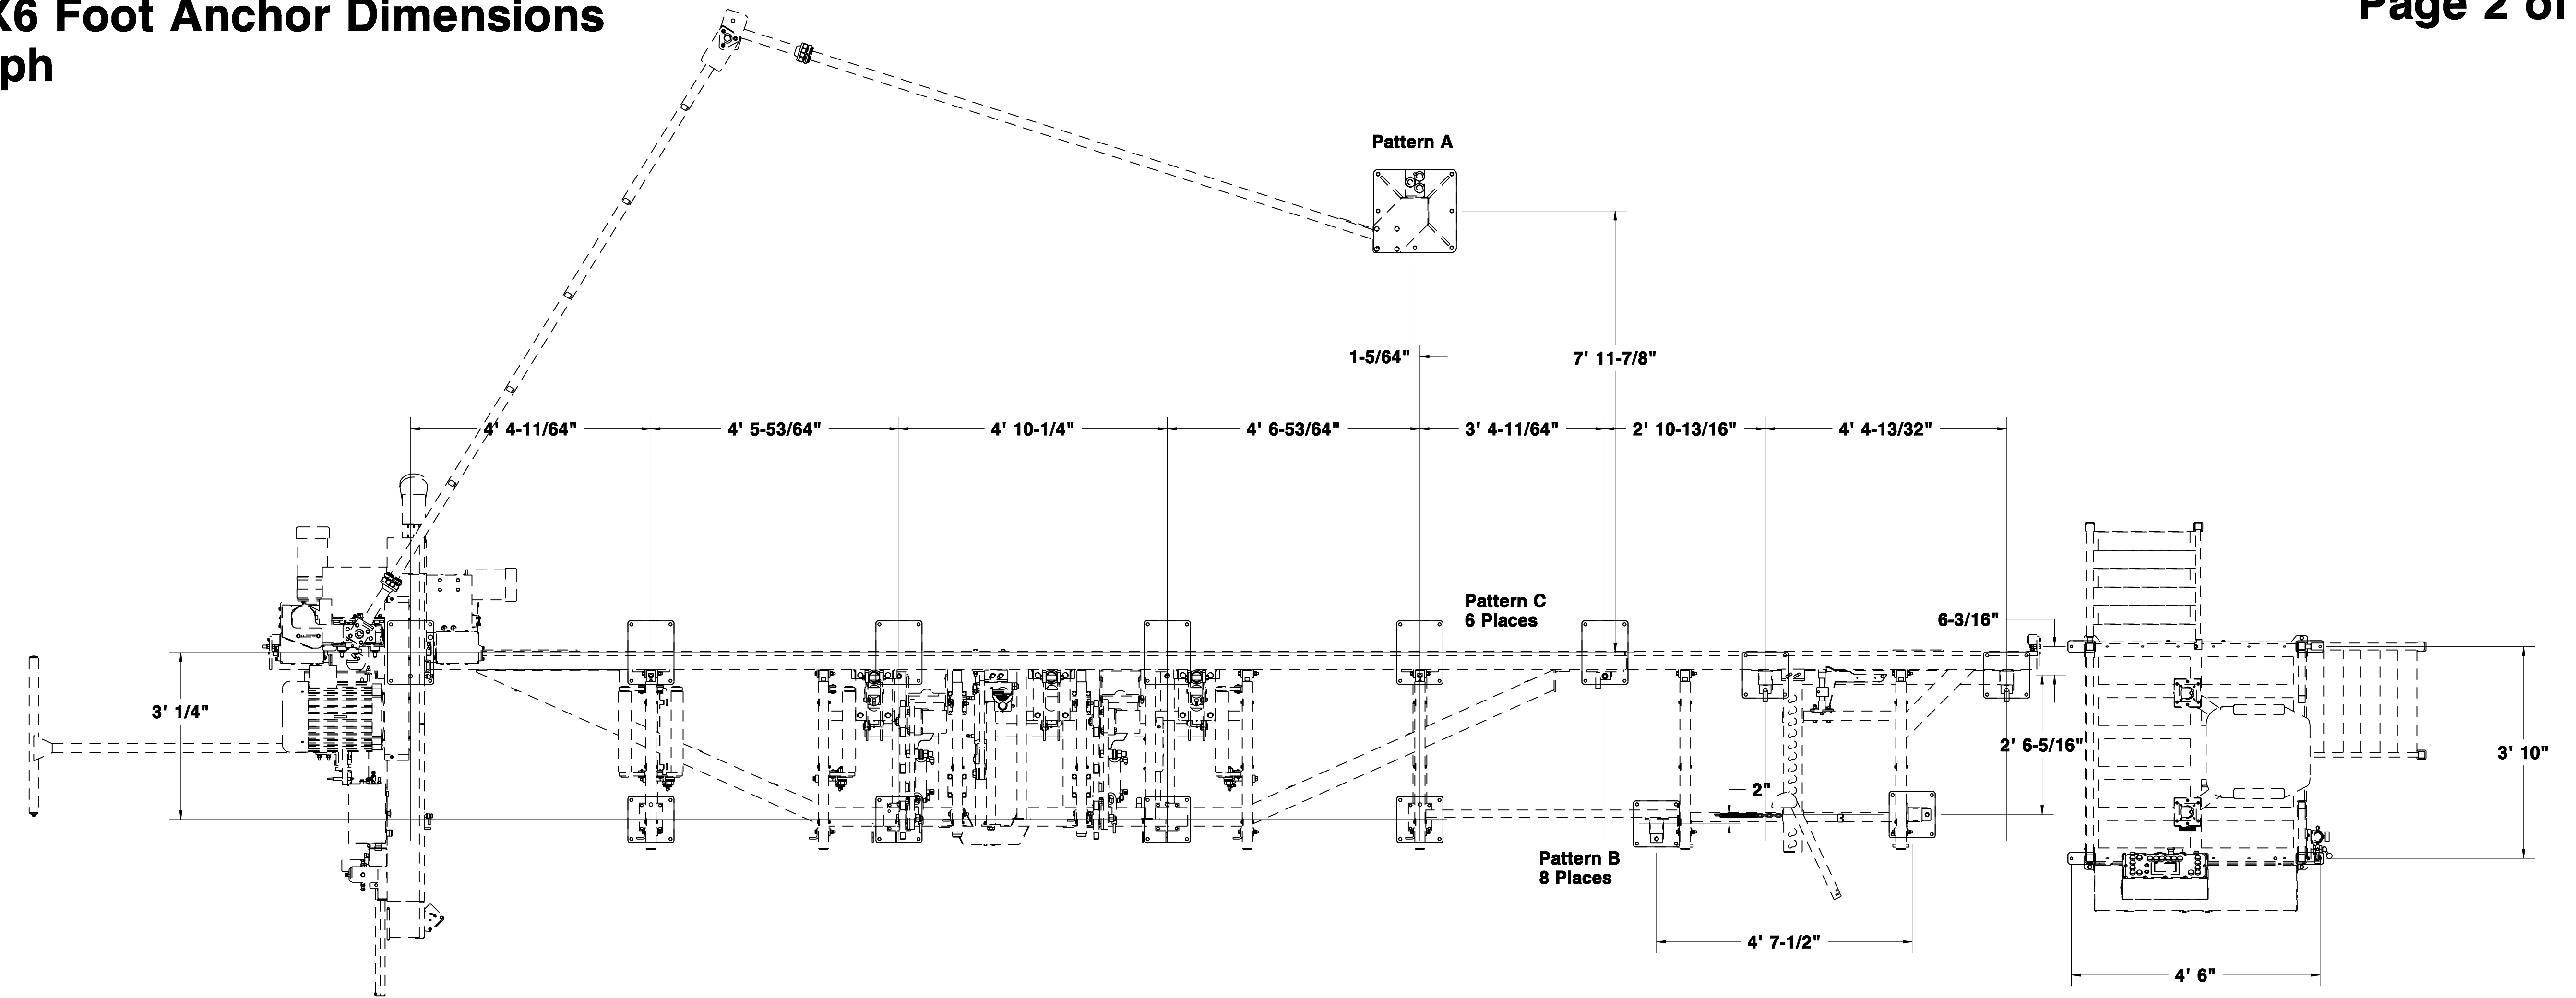 X6 Foot Anchor Dimensions
ph
Page 2 of
Pattern A
1-5/64"
7' 11-7/8"
4' 4-11/64"
4' 5-53/64"
4' 10-1/4"
4' 6-53/64"
3' 4-11/64"
2' 10-13/16"
4' 4-13/32"
Pattern C
6 Places
6-3/16"
3' 1/4"
2' 6-5/16"
3' 10"
2"
Pattern B
8 Places
4' 7-1/2"
4' 6"